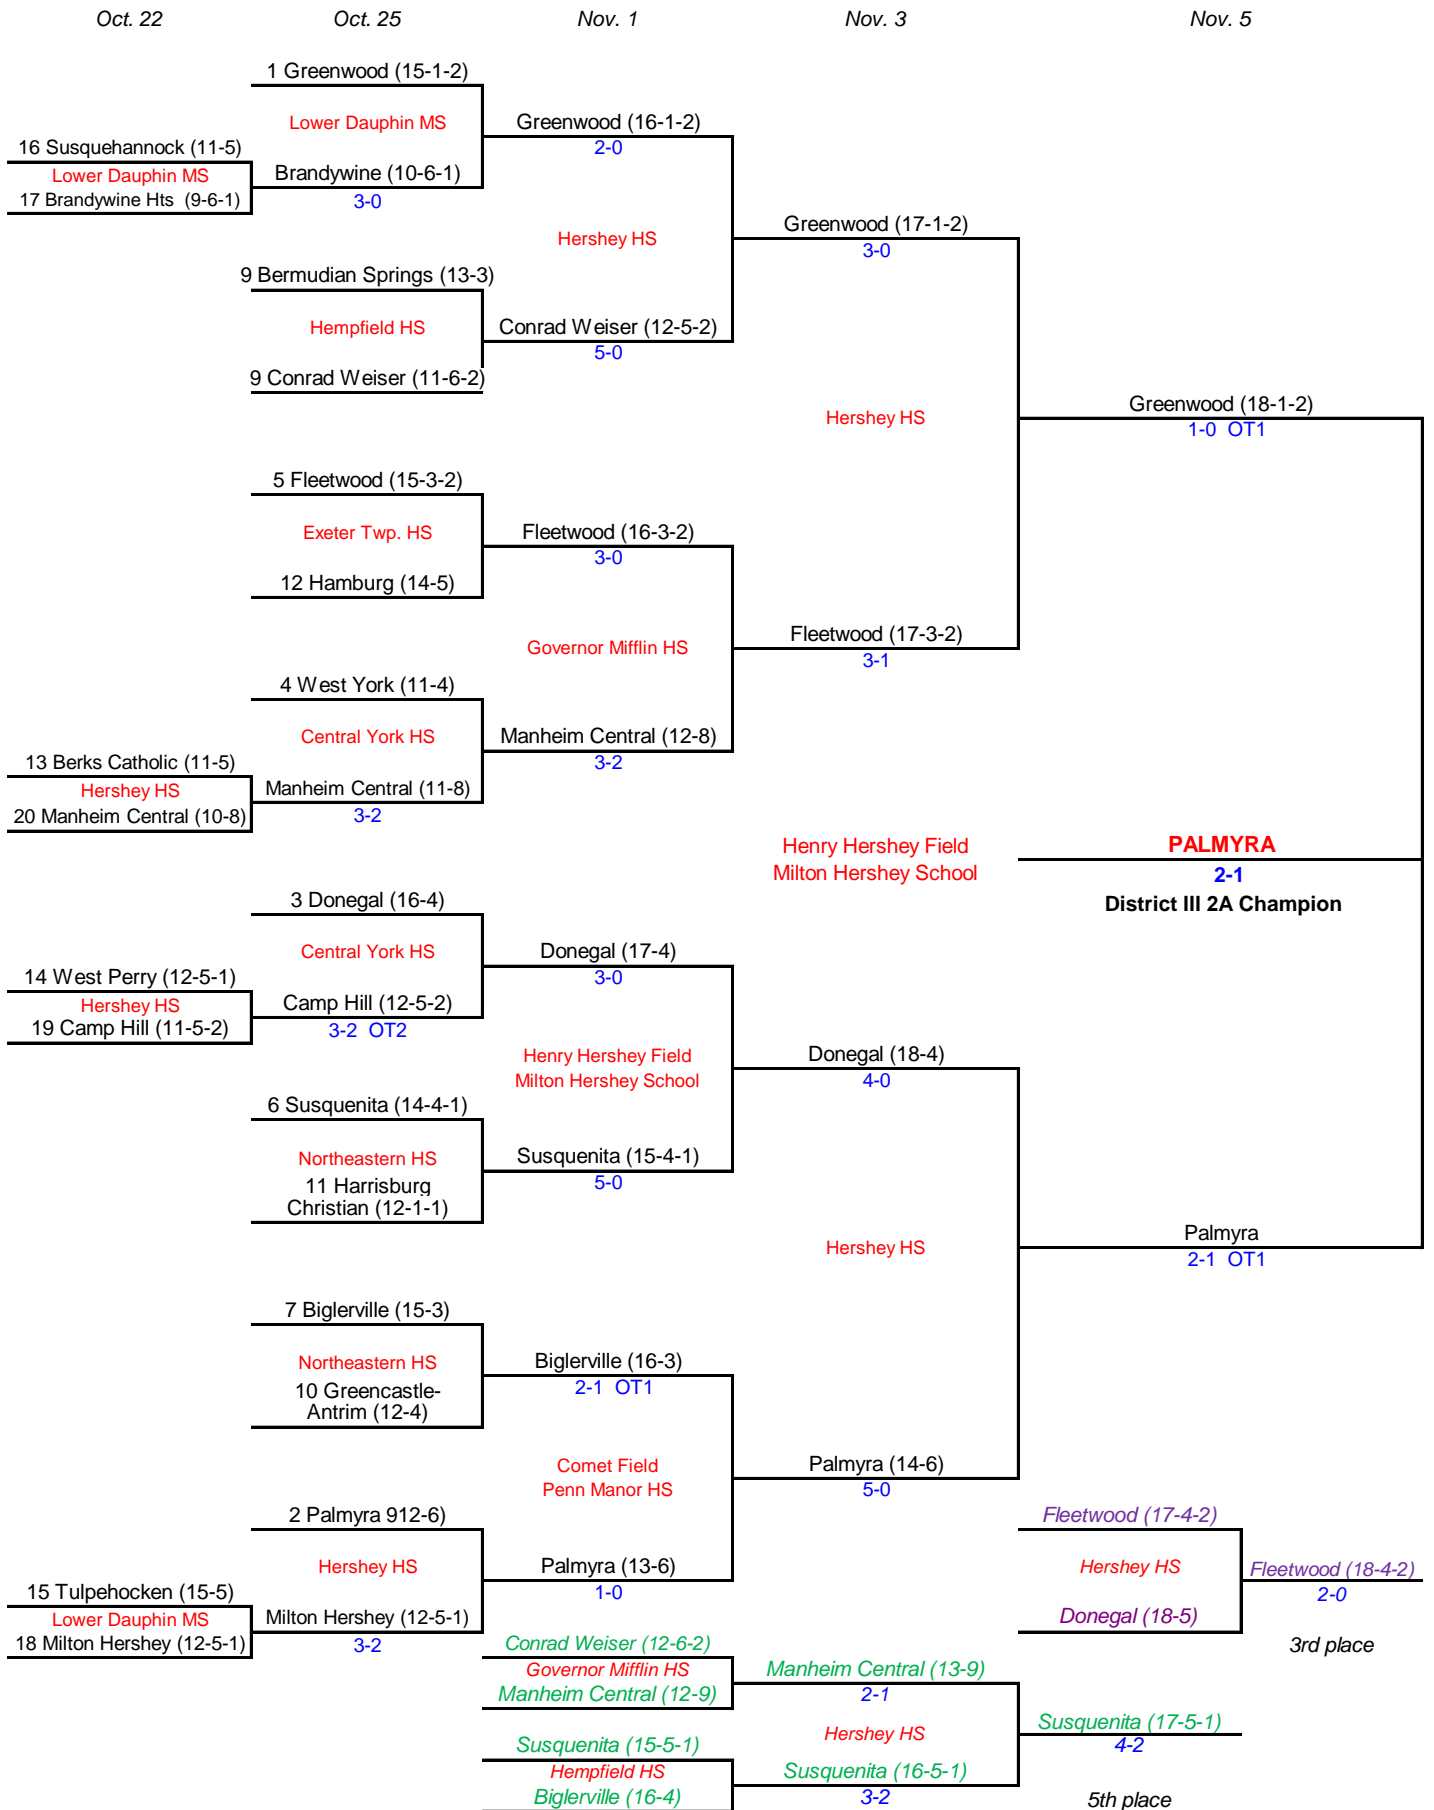 Oct. 22
Oct. 25
Nov. 1
Nov. 3
Nov. 5
1 Greenwood (15-1-2)
Lower Dauphin MS
Greenwood (16-1-2)
2-0
16 Susquehannock (11-5)
Lower Dauphin MS
17 Brandywine Hts (9-6-1)
Brandywine (10-6-1)
3-0
Hershey HS
Greenwood (17-1-2)
3-0
9 Bermudian Springs (13-3)
Hempfield HS
Conrad Weiser (12-5-2)
5-0
9 Conrad Weiser (11-6-2)
Hershey HS
Greenwood (18-1-2)
1-0 OT1
5 Fleetwood (15-3-2)
Exeter Twp. HS
Fleetwood (16-3-2)
3-0
12 Hamburg (14-5)
Governor Mifflin HS
Fleetwood (17-3-2)
3-1
4 West York (11-4)
Central York HS
Manheim Central (12-8)
3-2
13 Berks Catholic (11-5)
Hershey HS
20 Manheim Central (10-8)
Manheim Central (11-8)
3-2
Henry Hershey Field
Milton Hershey School
PALMYRA
2-1
District III 2A Champion
3 Donegal (16-4)
Central York HS
Donegal (17-4)
3-0
14 West Perry (12-5-1)
Hershey HS
19 Camp Hill (11-5-2)
Camp Hill (12-5-2)
3-2 OT2
Henry Hershey Field
Milton Hershey School
Donegal (18-4)
4-0
6 Susquenita (14-4-1)
Northeastern HS
11 Harrisburg
Christian (12-1-1)
Susquenita (15-4-1)
5-0
Hershey HS
Palmyra
2-1 OT1
7 Biglerville (15-3)
Northeastern HS
10 Greencastle-
Antrim (12-4)
Biglerville (16-3)
2-1 OT1
Comet Field
Penn Manor HS
Palmyra (14-6)
5-0
2 Palmyra 912-6)
Hershey HS
Palmyra (13-6)
1-0
15 Tulpehocken (15-5)
Lower Dauphin MS
18 Milton Hershey (12-5-1)
Milton Hershey (12-5-1)
3-2
Fleetwood (17-4-2)
Hershey HS
Donegal (18-5)
Fleetwood (18-4-2)
2-0
3rd place
Conrad Weiser (12-6-2)
Governor Mifflin HS
Manheim Central (12-9)
Manheim Central (13-9)
2-1
Hershey HS
Susquenita (17-5-1)
4-2
Susquenita (15-5-1)
Hempfield HS
Biglerville (16-4)
Susquenita (16-5-1)
3-2
5th place